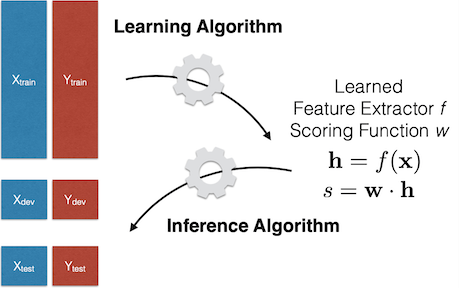 Learning Algorithm
Xtrain Ytrain
Learned
Feature Extractor f
Scoring Function w
h = f(x)
s = w · h
Xdev Ydev
Inference Algorithm
Xtest Ytest